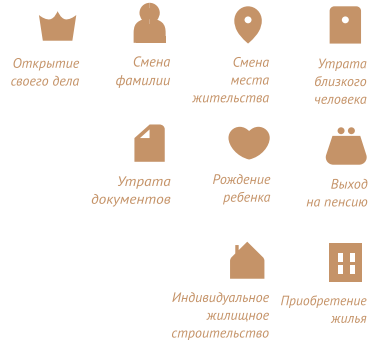 Открытие
своего дела
Смена
фамилии
Смена
места
жительства
Утрата
близкого
человека
Утрата
документов
Рождение
ребенка
Выход
на пенсию
Индивидуальное
жилищное
строительство
Приобретение
жилья